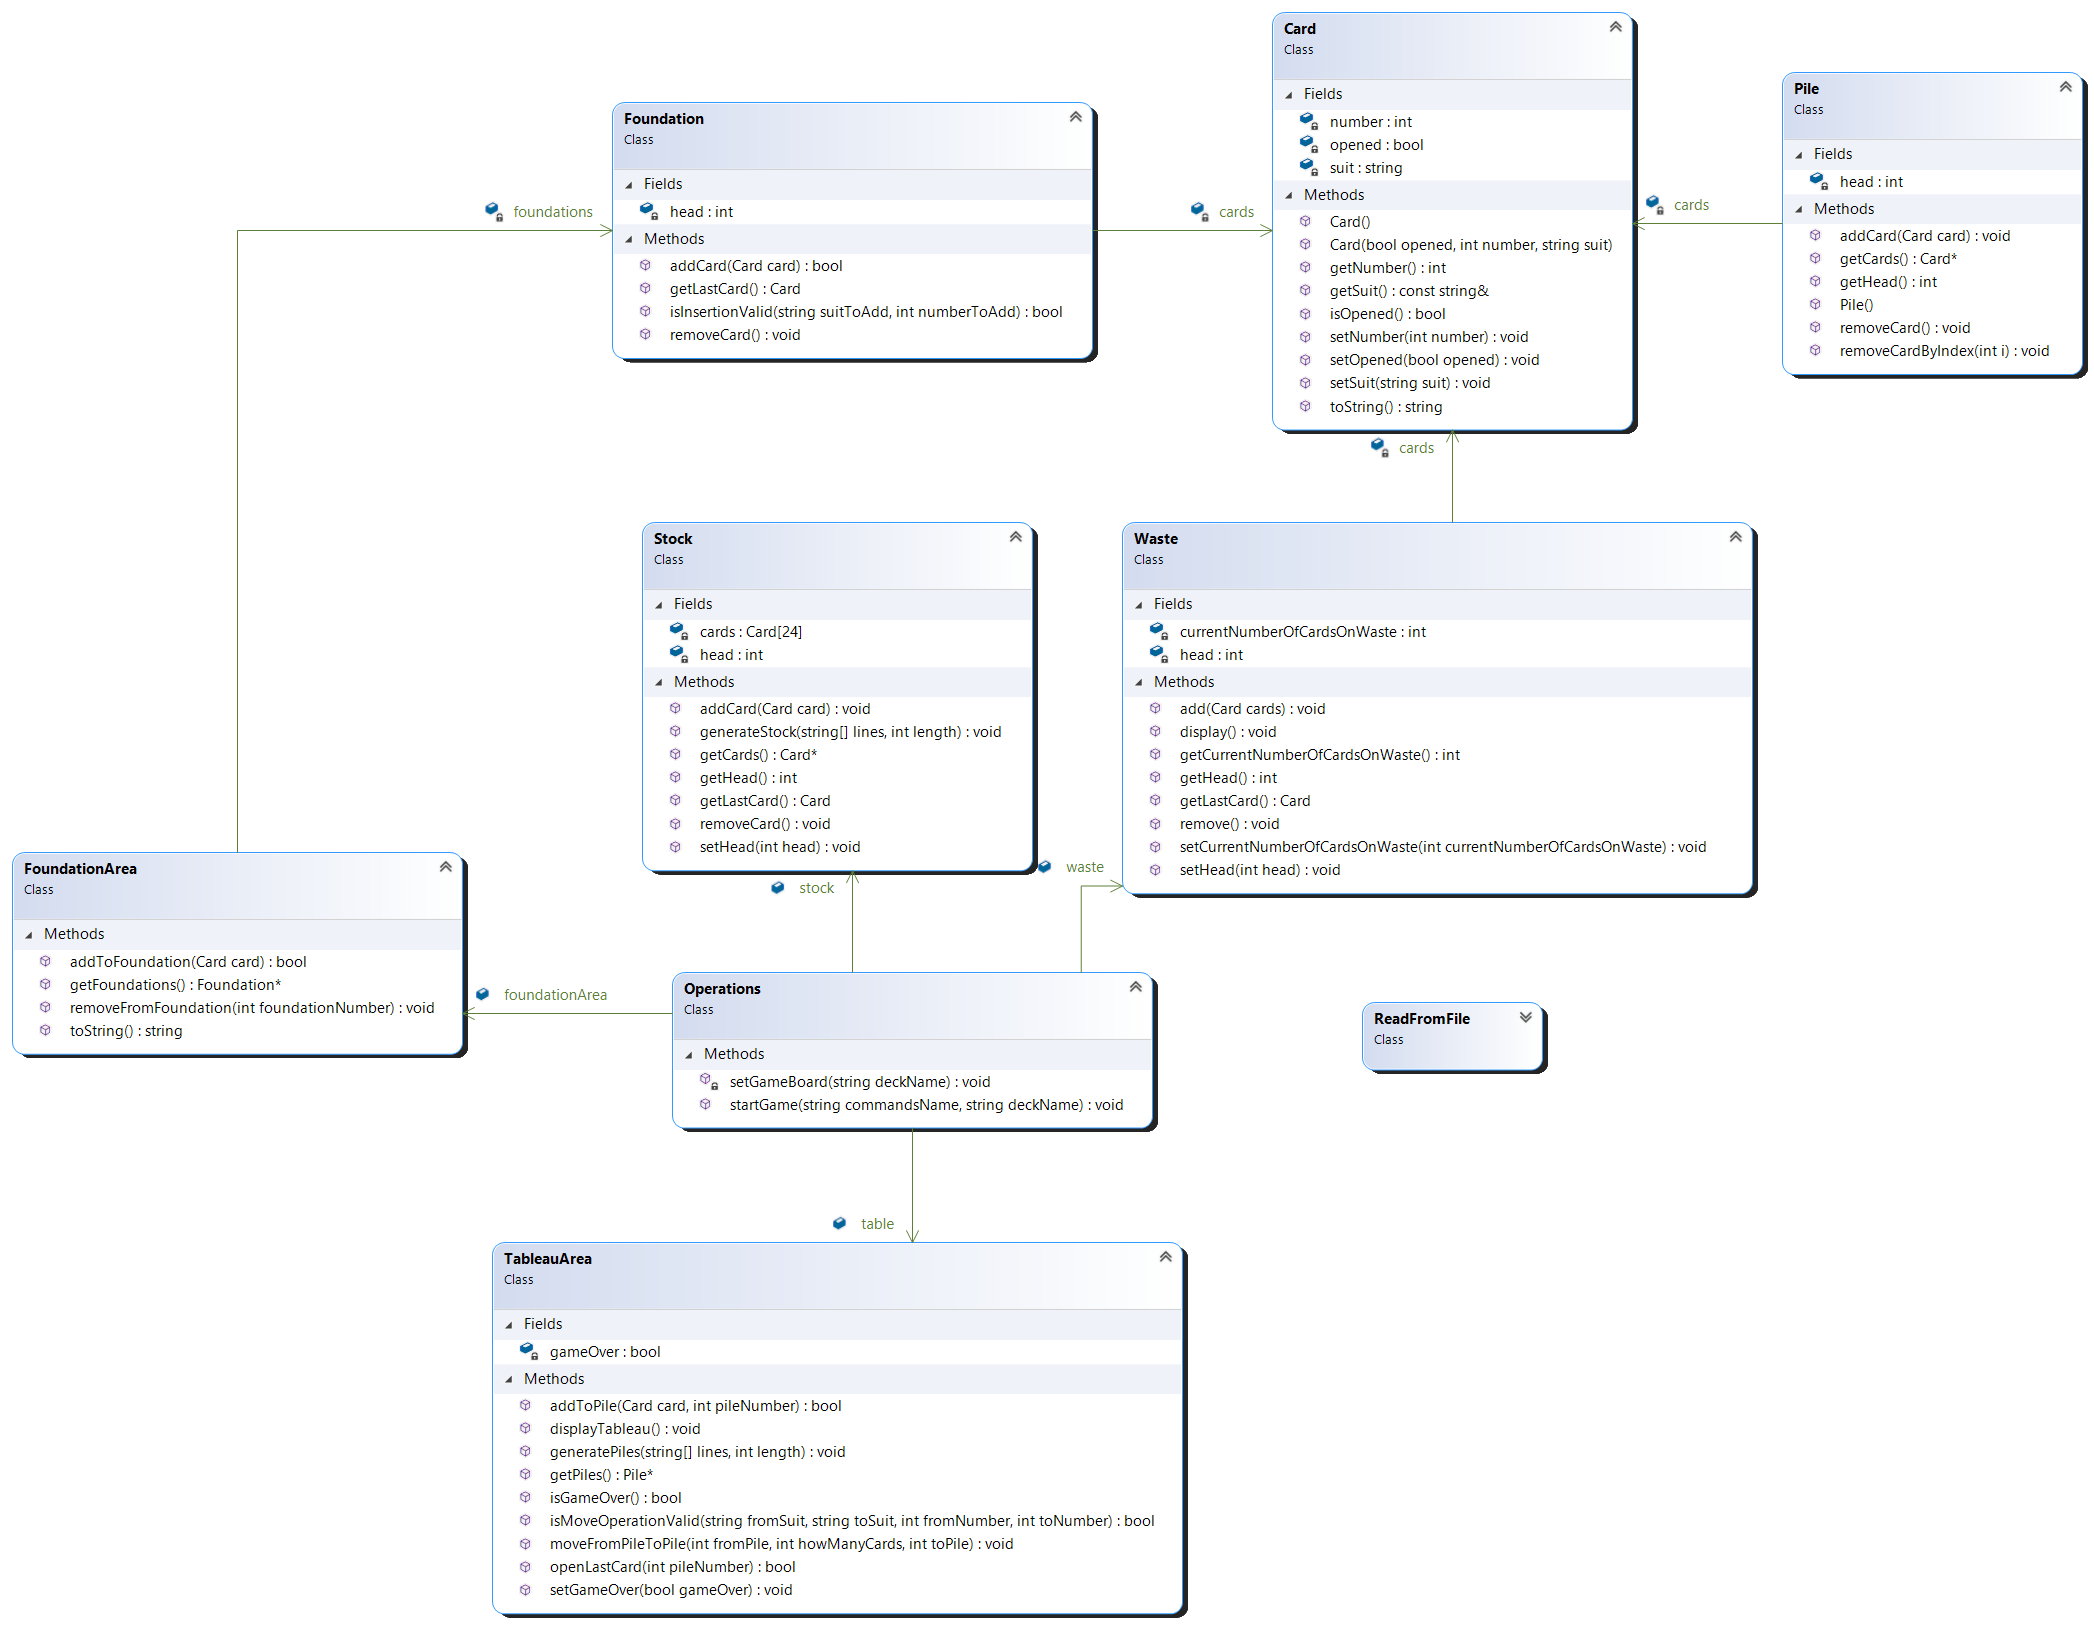 Card
Class
Fields
number : int
opened : bool
suit : string
Methods
Card()
Card(bool opened, int number, string suit)
getNumber() : int
getSuit() : const string&
isOpened() : bool
setNumber(int number) : void
setOpened(bool opened) : void
setSuit(string suit) : void
toString() : string
Pile
Class
Fields
head : int
Methods
addCard(Card card) : void
getCards() : Card*
getHead() : int
Pile()
removeCard() : void
removeCardByIndex(int i) : void
cards
Foundation
Class
Fields
head : int
Methods
addCard(Card card) : bool
getLastCard() : Card
isInsertionValid(string suitToAdd, int numberToAdd) : bool
removeCard() : void
foundations
cards
cards
Stock
Class
Fields
cards : Card[24]
head : int
Methods
addCard(Card card) : void
generateStock(string[] lines, int length) : void
getCards() : Card*
getHead() : int
getLastCard() : Card
removeCard() : void
setHead(int head) : void
Waste
Class
Fields
currentNumberOfCardsOnWaste : int
head : int
Methods
add(Card cards) : void
display() : void
getCurrentNumberOfCardsOnWaste() : int
getHead() : int
getLastCard() : Card
remove() : void
setCurrentNumberOfCardsOnWaste(int currentNumberOfCardsOnWaste) : void
setHead(int head) : void
waste
stock
FoundationArea
Class
Methods
addToFoundation(Card card) : bool
getFoundations() : Foundation*
removeFromFoundation(int foundationNumber) : void
toString() : string
foundationArea
Operations
Class
Methods
setGameBoard(string deckName) : void
startGame(string commandsName, string deckName) : void
ReadFromFile
Class
table
TableauArea
Class
Fields
gameOver : bool
Methods
addToPile(Card card, int pileNumber) : bool
displayTableau() : void
generatePiles(string[] lines, int length) : void
getPiles() : Pile*
isGameOver() : bool
isMoveOperationValid(string fromSuit, string toSuit, int fromNumber, int toNumber) : bool
moveFromPileToPile(int fromPile, int howManyCards, int toPile) : void
openLastCard(int pileNumber) : bool
setGameOver(bool gameOver) : void